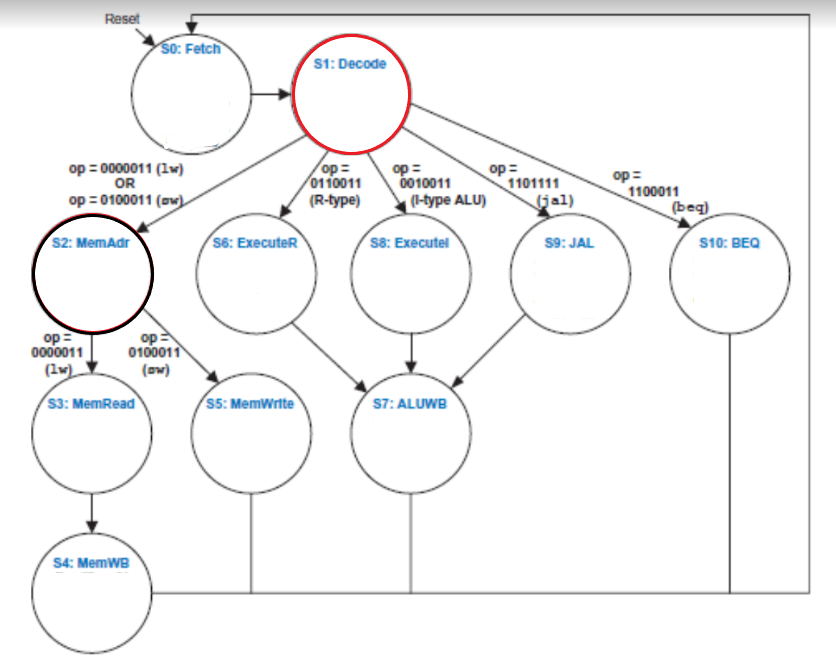 Reset
S0: Fetch
S1: Decode
op = 0000011 (lw)
OR
op = 0100011 (sw)
op =
0110011
(R-type)
op =
0010011
(I-type ALU)
op =
1101111
(jal)
op =
1100011
(beq)
S2: MemAdr
S6: ExecuteR
S8: ExecuteI
S9: JAL
S10: BEQ
op =
0000011
(lw)
op =
0100011
(sw)
S3: MemRead
S5: MemWrite
S7: ALUWB
S4: MemWB